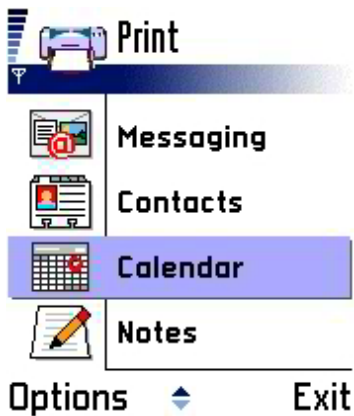 Print
Messaging
Contacts
Calendar
Notes
Options Exit